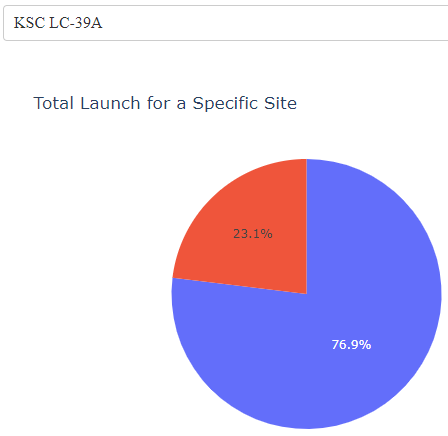 KSC LC-39A
Total Launch for a Specific Site
23.1%
76.9%